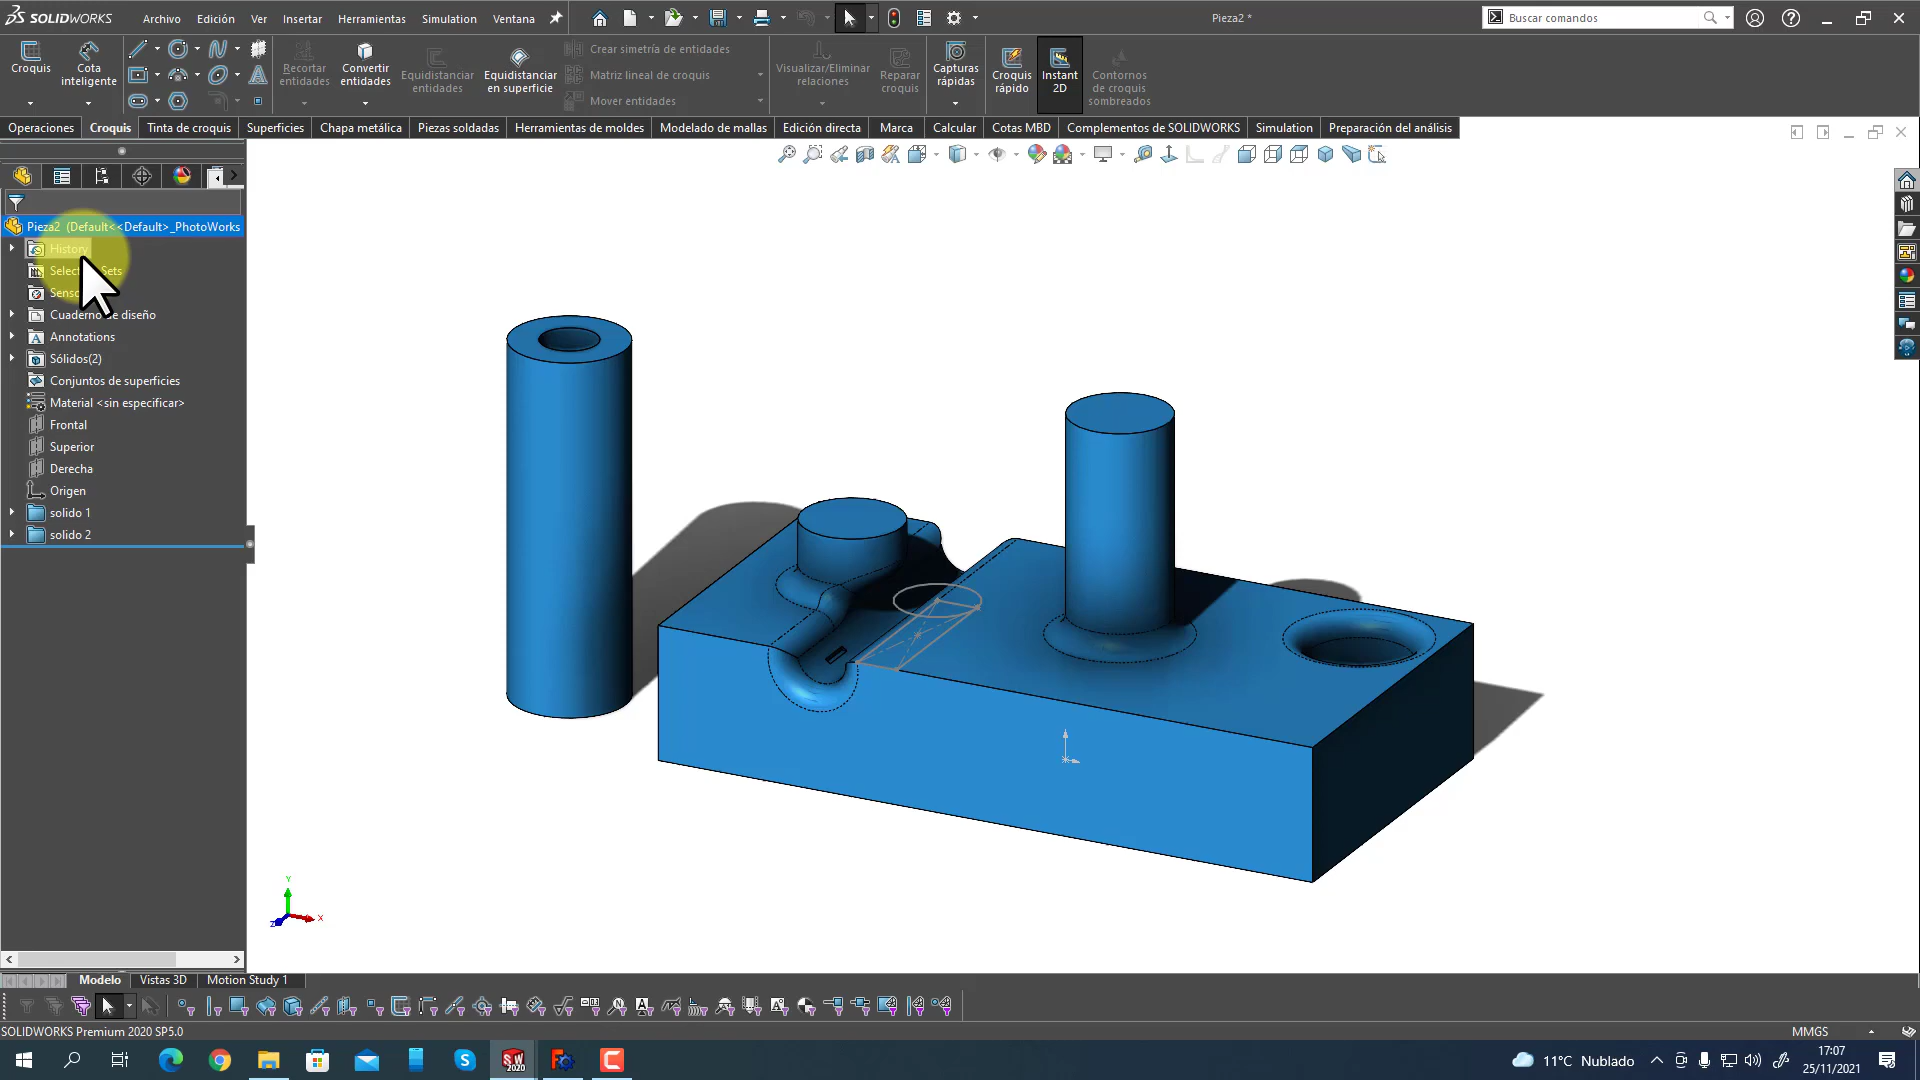 SOLIDWORKS
Archivo
Edición
Ver
Insertar
Herramientas
Simulation
Ventana
Pieza2 *
Buscar comandos
Croquis
Cota inteligente
Recortar entidades
Convertir entidades
Equidistanciar entidades
Equidistanciar en superficie
Crear simetría de entidades
Matriz lineal de croquis
Mover entidades
Visualizar/Eliminar relaciones
Reparar croquis
Capturas rápidas
Croquis rápido
Instant 2D
Contornos de croquis sombreados
Operaciones
Croquis
Tinta de croquis
Superficies
Chapa metálica
Piezas soldadas
Herramientas de moldes
Modelado de mallas
Edición directa
Marca
Calcular
Cotas MBD
Complementos de SOLIDWORKS
Simulation
Preparación del análisis
Pieza2 (Default<<Default>_PhotoWorks
History
Sets
Cuaderno de diseño
Annotations
Sólidos(2)
Conjuntos de superficies
Material <sin especificar>
Frontal
Superior
Derecha
Origen
solido 1
solido 2
Y
X
Z
Modelo
Vistas 3D
Motion Study 1
SOLIDWORKS Premium 2020 SP5.0
MMGS
11°C Nublado
17:07
25/11/2021